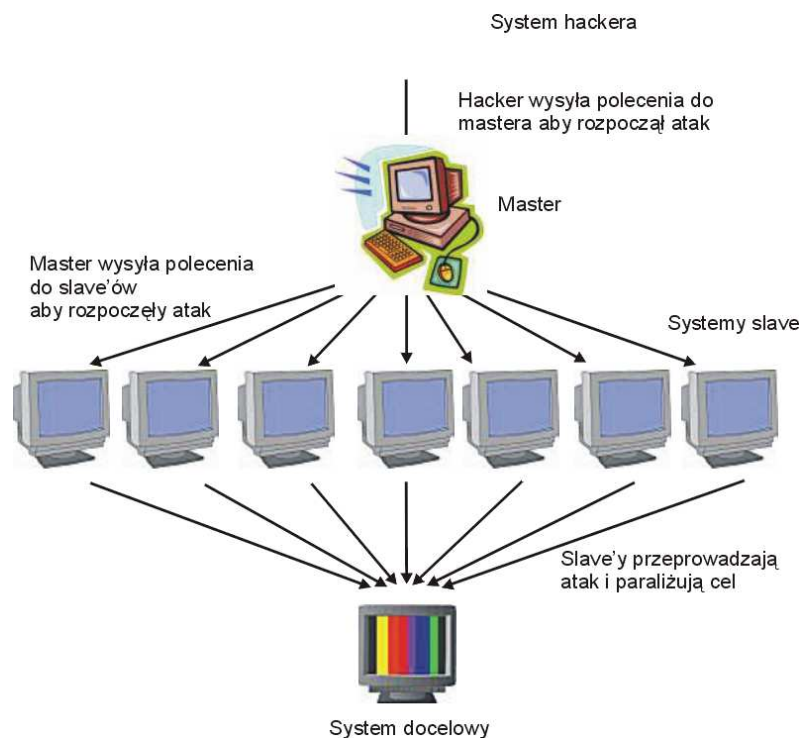 System hackera
Hacker wysyła polecenia do
mastera aby rozpoczął atak
Master
Master wysyła polecenia
do slave'ów
aby rozpoczęły atak
Systemy slave
Slave'y przeprowadzają
atak i paraliżują cel
System docelowy